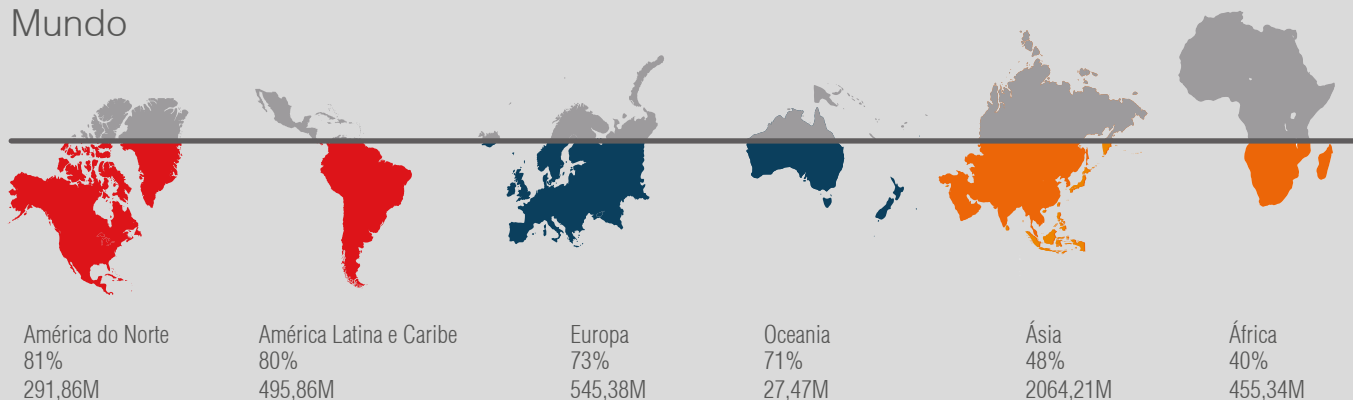 Mundo
América do Norte
81%
291,86M
América Latina e Caribe
80%
495,86M
Europa
73%
545,38M
Oceania
71%
27,47M
Ásia
48%
2064,21M
África
40%
455,34M